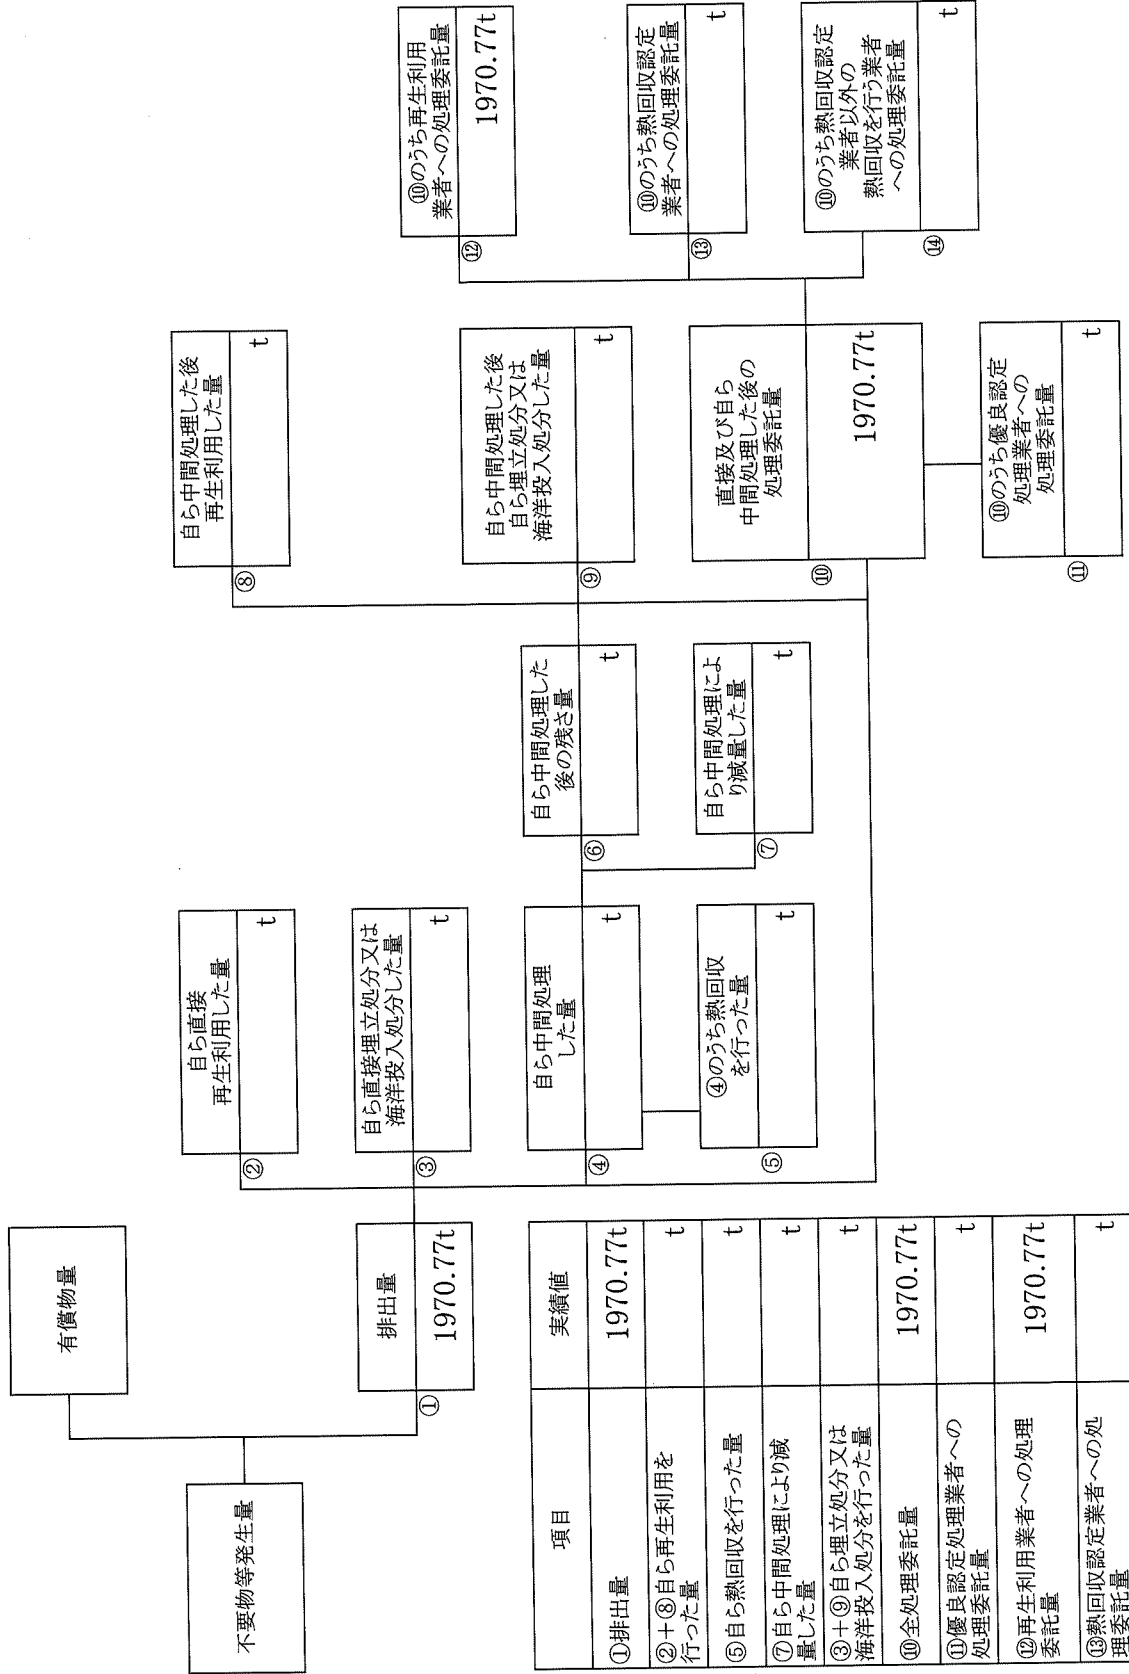 不要物等発生量
有償物量
①
排出量
1970.77t
②
自ら直接
再生利用した量
t
③
自ら直接埋立処分又は
海洋投入処分した量
t
④
自ら中間処理
した量
t
⑤
④のうち熱回収
を行った量
t
⑥
自ら中間処理した
後の残さ量
t
⑦
自ら中間処理によ
り減量した量
t
⑧
自ら中間処理した後
再生利用した量
t
⑨
自ら中間処理した後
自ら埋立処分又は
海洋投入処分した量
t
⑩
直接及び自ら
中間処理した後の
処理委託量
1970.77t
⑪
⑩のうち優良認定
処理業者への
処理委託量
t
⑫
⑩のうち再生利用
業者への処理委託量
1970.77t
⑬
⑩のうち熱回収認定
業者への処理委託量
t
⑭
⑩のうち熱回収認定
業者以外の
熱回収を行う業者
への処理委託量
t
項目 実績値
①排出量 1970.77t
②+⑧自ら再生利用を
行った量 t
⑤自ら熱回収を行った量 t
⑦自ら中間処理により減
量した量 t
③+⑨自ら埋立処分又は
海洋投入処分を行った量 t
⑩全処理委託量 1970.77t
⑪優良認定処理業者への
処理委託量 t
⑫再生利用業者への処理
委託量 1970.77t
⑬熱回収認定業者への処
理委託量 t